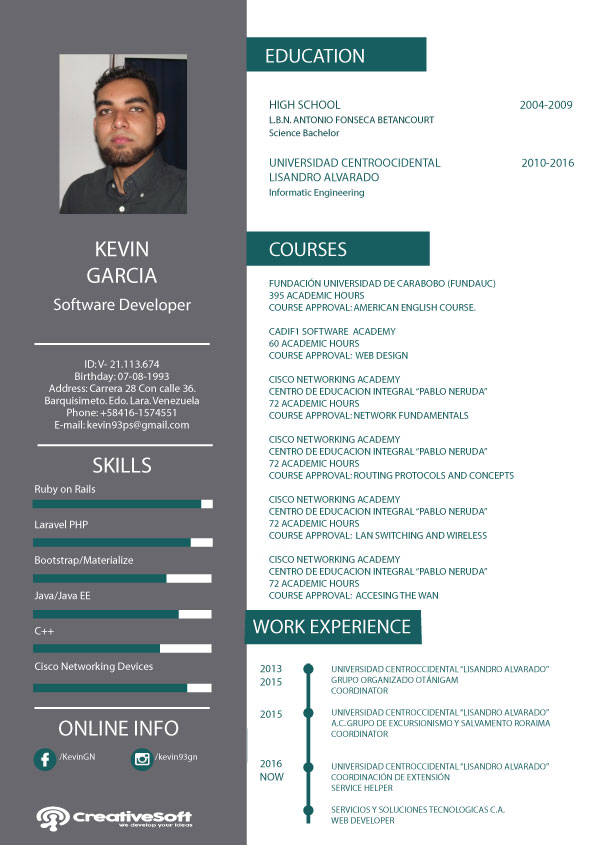 KEVIN
GARCIA
Software Developer
ID: V- 21.113.674
Birthday: 07-08-1993
Address: Carrera 28 Con calle 36.
Barquisimeto. Edo. Lara. Venezuela
Phone: +58416-1574551
E-mail: kevin93ps@gmail.com
SKILLS
Ruby on Rails
Laravel PHP
Bootstrap/Materialize
Java/Java EE
C++
Cisco Networking Devices
ONLINE INFO
/KevinGN
/kevin93gn
CreativeSoft
We develop your ideas
EDUCATION
HIGH SCHOOL 2004-2009
L.B.N. ANTONIO FONSECA BETANCOURT
Science Bachelor
UNIVERSIDAD CENTROOCIDENTAL 2010-2016
LISANDRO ALVARADO
Informatic Engineering
COURSES
FUNDACIÓN UNIVERSIDAD DE CARABOBO (FUNDAUC)
395 ACADEMIC HOURS
COURSE APPROVAL: AMERICAN ENGLISH COURSE.
CADIF1 SOFTWARE ACADEMY
60 ACADEMIC HOURS
COURSE APPROVAL: WEB DESIGN
CISCO NETWORKING ACADEMY
CENTRO DE EDUCACION INTEGRAL “PABLO NERUDA”
72 ACADEMIC HOURS
COURSE APPROVAL: NETWORK FUNDAMENTALS
CISCO NETWORKING ACADEMY
CENTRO DE EDUCACION INTEGRAL “PABLO NERUDA”
72 ACADEMIC HOURS
COURSE APPROVAL: ROUTING PROTOCOLS AND CONCEPTS
CISCO NETWORKING ACADEMY
CENTRO DE EDUCACION INTEGRAL “PABLO NERUDA”
72 ACADEMIC HOURS
COURSE APPROVAL: LAN SWITCHING AND WIRELESS
CISCO NETWORKING ACADEMY
CENTRO DE EDUCACION INTEGRAL “PABLO NERUDA”
72 ACADEMIC HOURS
COURSE APPROVAL: ACCESING THE WAN
WORK EXPERIENCE
2013
2015
UNIVERSIDAD CENTROCCIDENTAL “LISANDRO ALVARADO”
GRUPO ORGANIZADO OTÁNIGAM
COORDINATOR
2015
UNIVERSIDAD CENTROCCIDENTAL “LISANDRO ALVARADO”
A.C. GRUPO DE EXCURSIONISMO Y SALVAMENTO RORAIMA
COORDINATOR
2016
NOW
UNIVERSIDAD CENTROCCIDENTAL “LISANDRO ALVARADO”
COORDINACIÓN DE EXTENSIÓN
SERVICE HELPER
SERVICIOS Y SOLUCIONES TECNOLOGICAS C.A.
WEB DEVELOPER